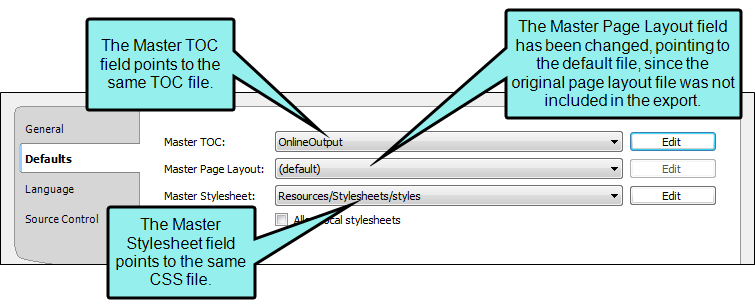 The Master TOC
field points to the
same TOC file.
The Master Page Layout field
has been changed, pointing to
the default file, since the
original page layout file was not
included in the export.
General
Defaults
Language
Source Control
Master TOC:
OnlineOutput
Edit
Master Page Layout:
(default)
Edit
Master Stylesheet:
Resources/Stylesheets/styles
Edit
stylesheets
The Master
Stylesheet field
points to the same
CSS file.